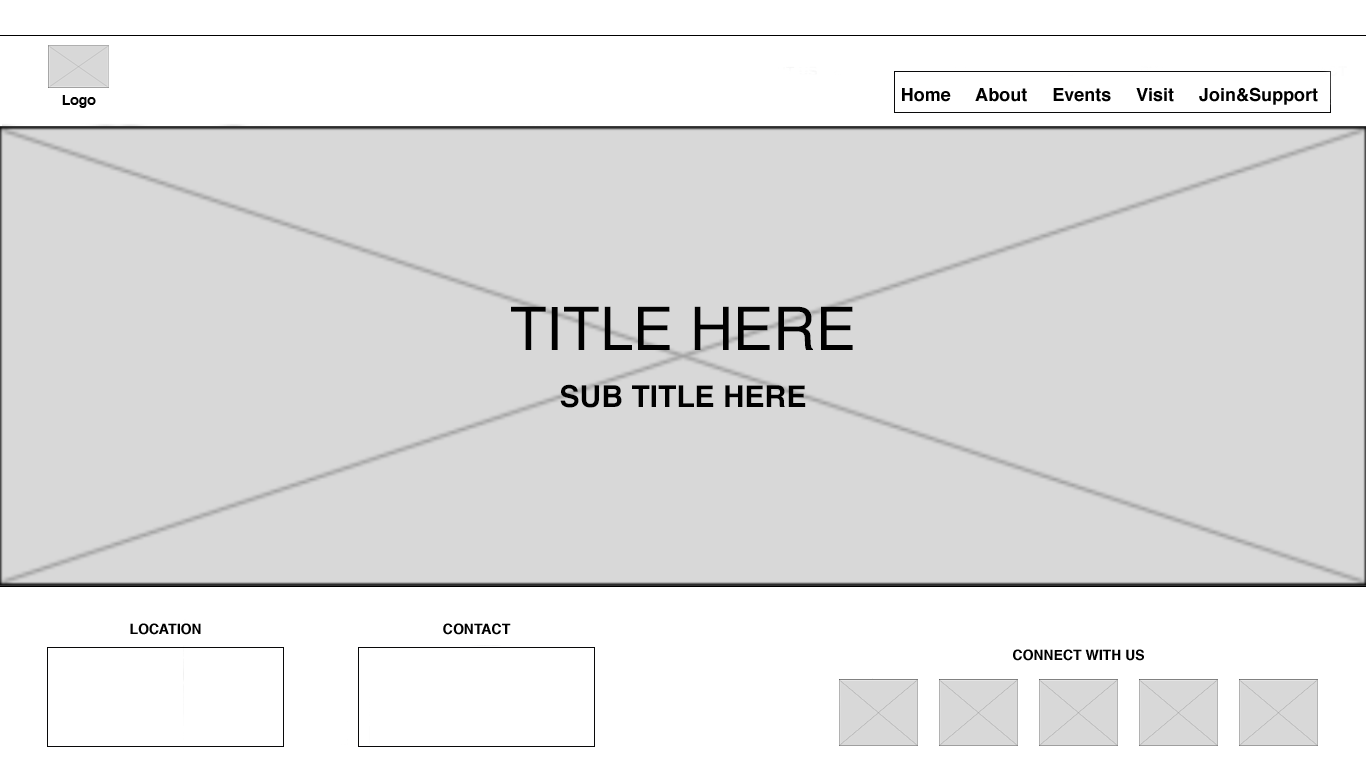 Logo
Home About Events Visit Join&Support
TITLE HERE
SUB TITLE HERE
LOCATION
CONTACT
CONNECT WITH US